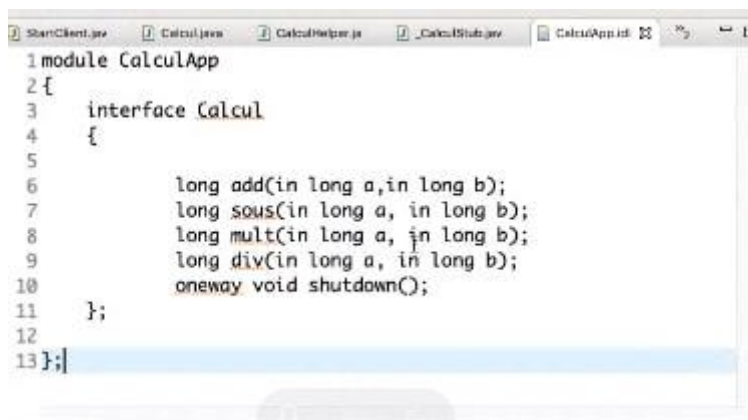 StartClient.jav Calcul.java CalculHelper.ja _CalculStub.jav CalculApp.idl
1 module CalculApp
2 {
3 interface Calcul
4 {
5
6 long add(in long a,in long b);
7 long sous(in long a, in long b);
8 long mult(in long a, in long b);
9 long div(in long a, in long b);
10 oneway void shutdown();
11 };
12
13 };